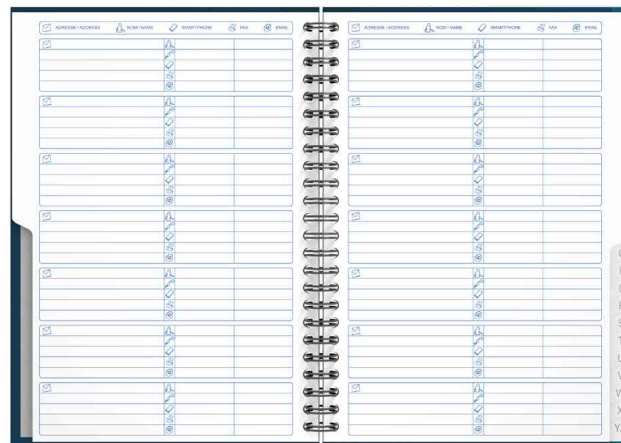 ADRESSE / ADDRESS NOM / NAME SMARTPHONE FAX @ EMAIL
ADRESSE / ADDRESS NOM / NAME SMARTPHONE FAX @ EMAIL
S
T
U
V
W
X